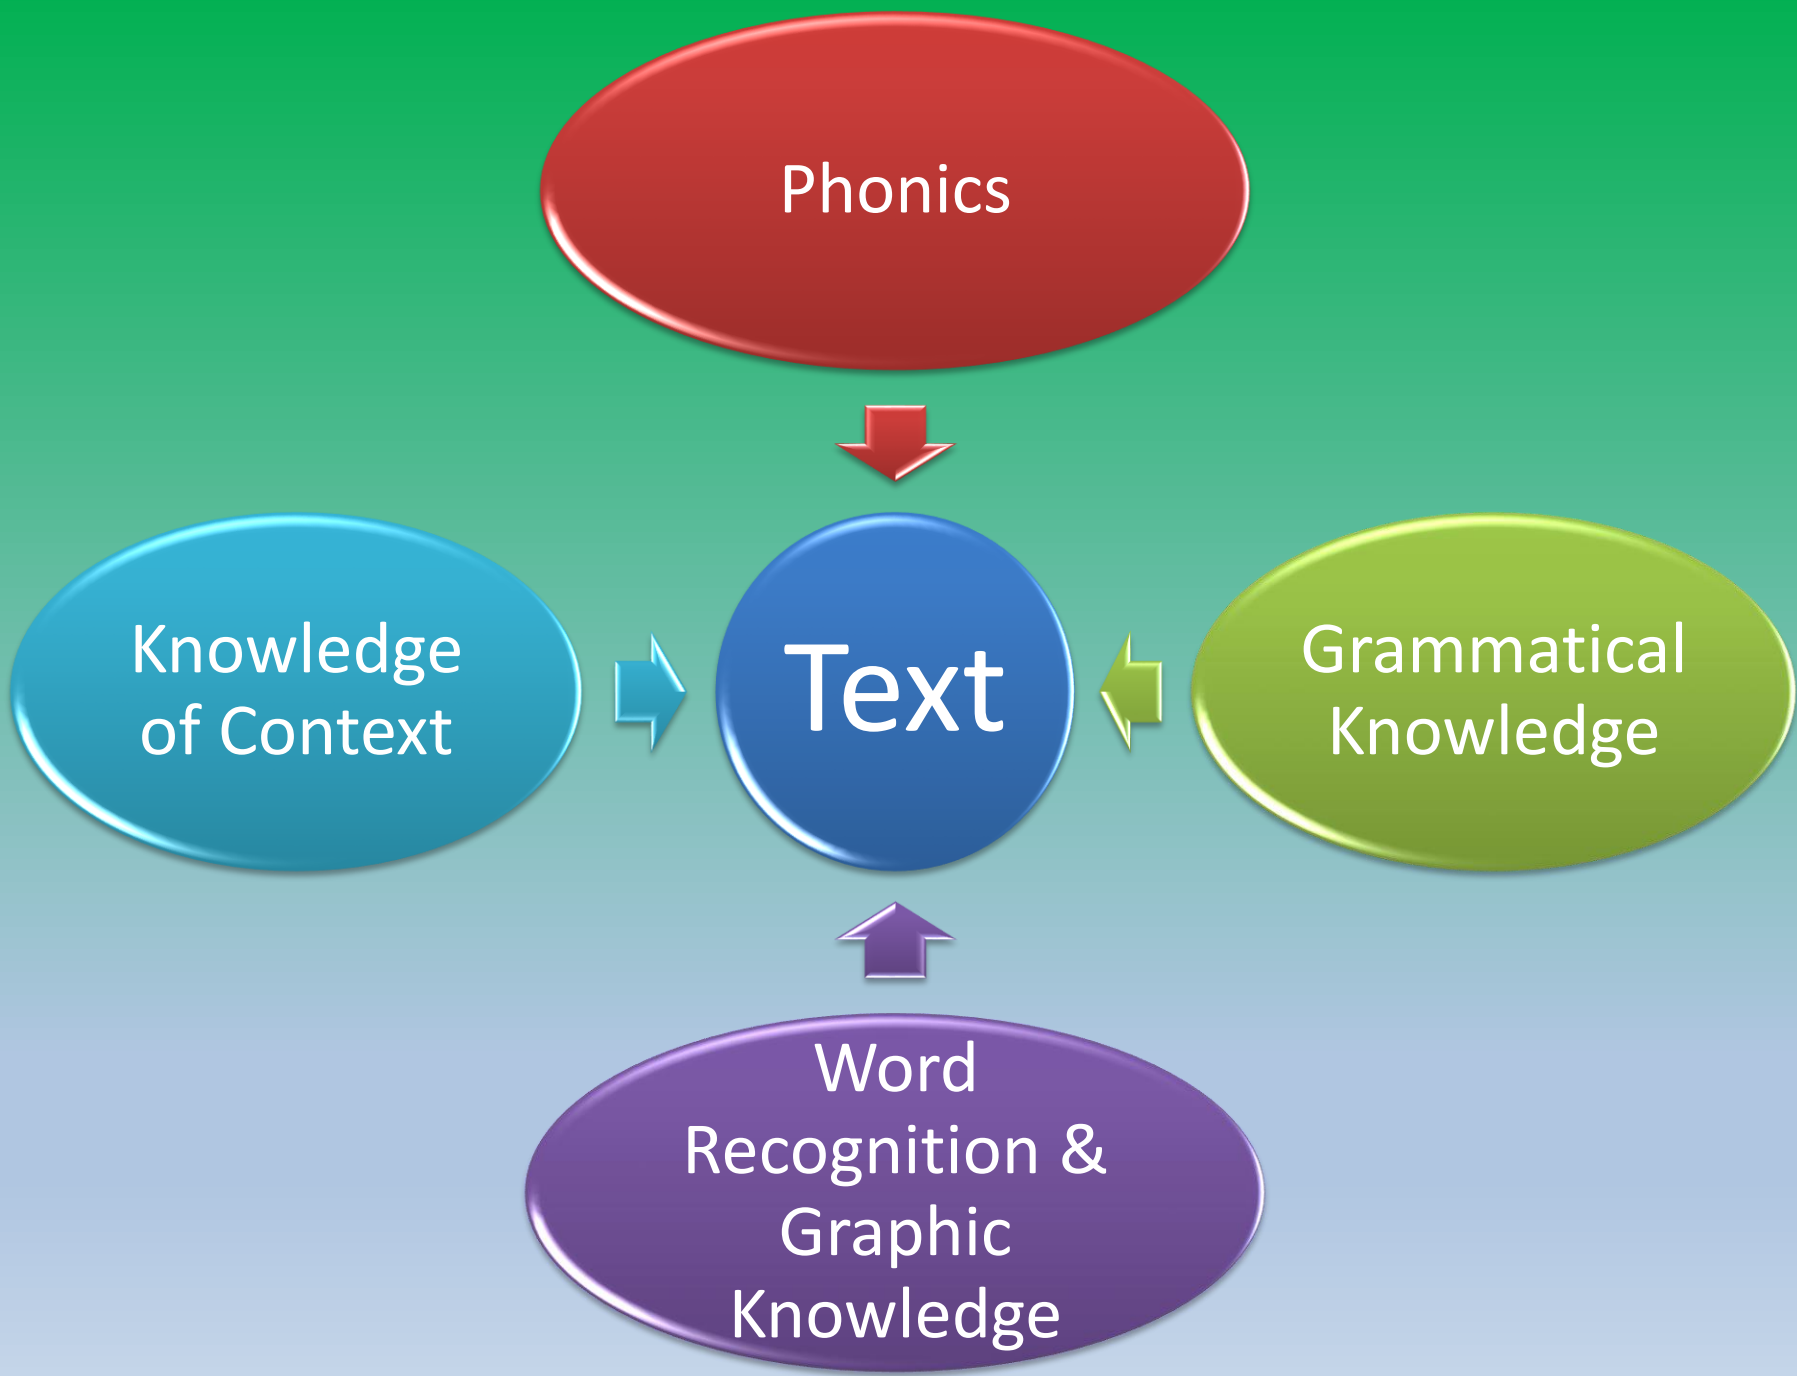 Phonics
Knowledge
of Context
Text
Grammatical
Knowledge
Word
Recognition &
Graphic
Knowledge